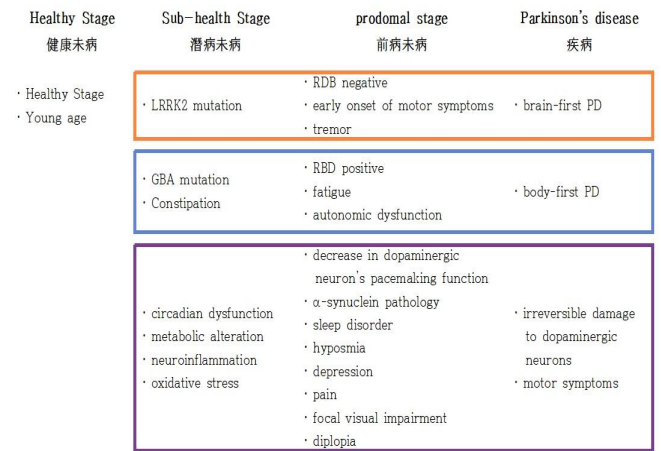 Healthy Stage
健康未病
Sub-health Stage
潛病未病
prodomal stage
前病未病
Parkinson's disease
疾病
· Healthy Stage
· Young age
· LRRK2 mutation
· RDB negative
· early onset of motor symptoms
· tremor
· brain-first PD
· GBA mutation
· Constipation
· RBD positive
· fatigue
· autonomic dysfunction
· body-first PD
· circadian dysfunction
· metabolic alteration
· neuroinflammation
· oxidative stress
· decrease in dopaminergic
neuron's pacemaking function
· α-synuclein pathology
· sleep disorder
· hyposmia
· depression
· pain
· focal visual impairment
· diplopia
· irreversible damage
to dopaminergic
neurons
· motor symptoms